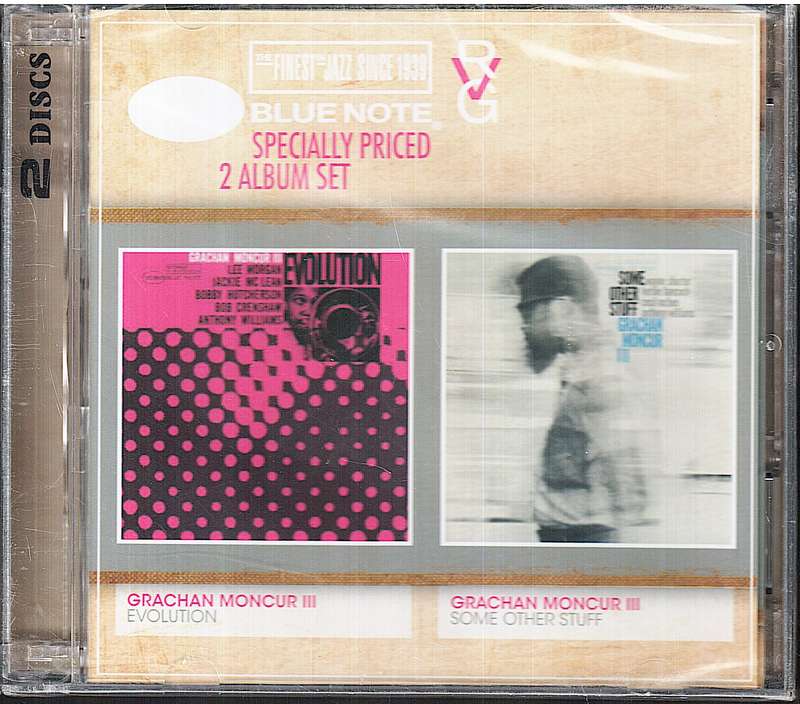 2 DISCS
THE FINEST IN JAZZ SINCE 1939
BLUE NOTE®
RVG
SPECIALLY PRICED
2 ALBUM SET
GRACHAN MONCUR III
LEE MORGAN
JACKIE MC LEAN
BOBBY HUTCHERSON
BOB CRENSHAW
ANTHONY WILLIAMS
EVOLUTION
SOME
OTHER
STUFF
GRACHAN
MONCUR
III
GRACHAN MONCUR III
EVOLUTION
GRACHAN MONCUR III
SOME OTHER STUFF